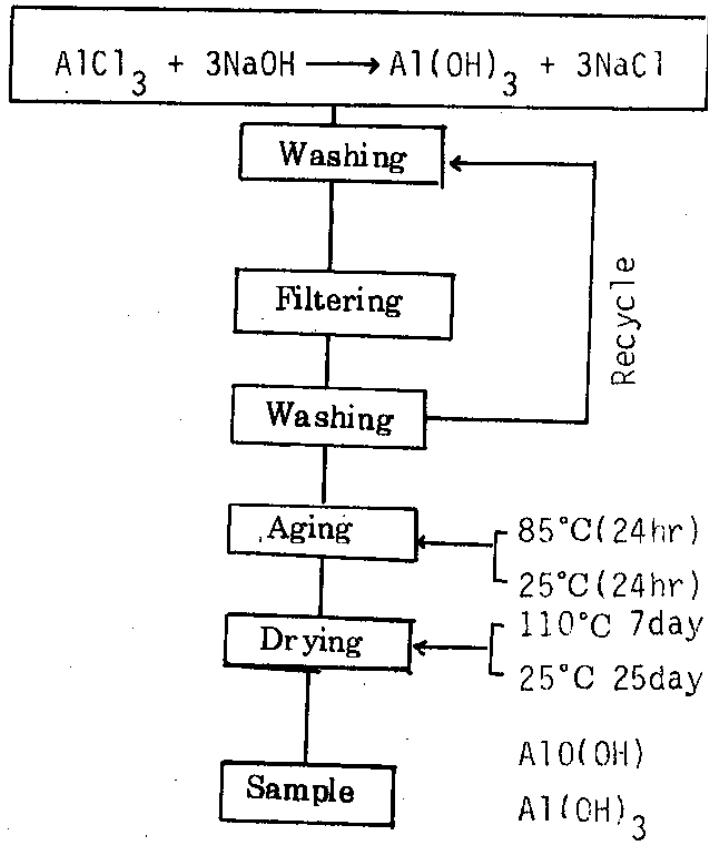 AlCl3 + 3NaOH ⟶ Al(OH)3 + 3NaCl
Washing
Filtering
Recycle
Washing
Aging
85°C(24hr)
25°C(24hr)
Drying
110°C 7day
25°C 25day
Sample
AlO(OH)
Al(OH)3